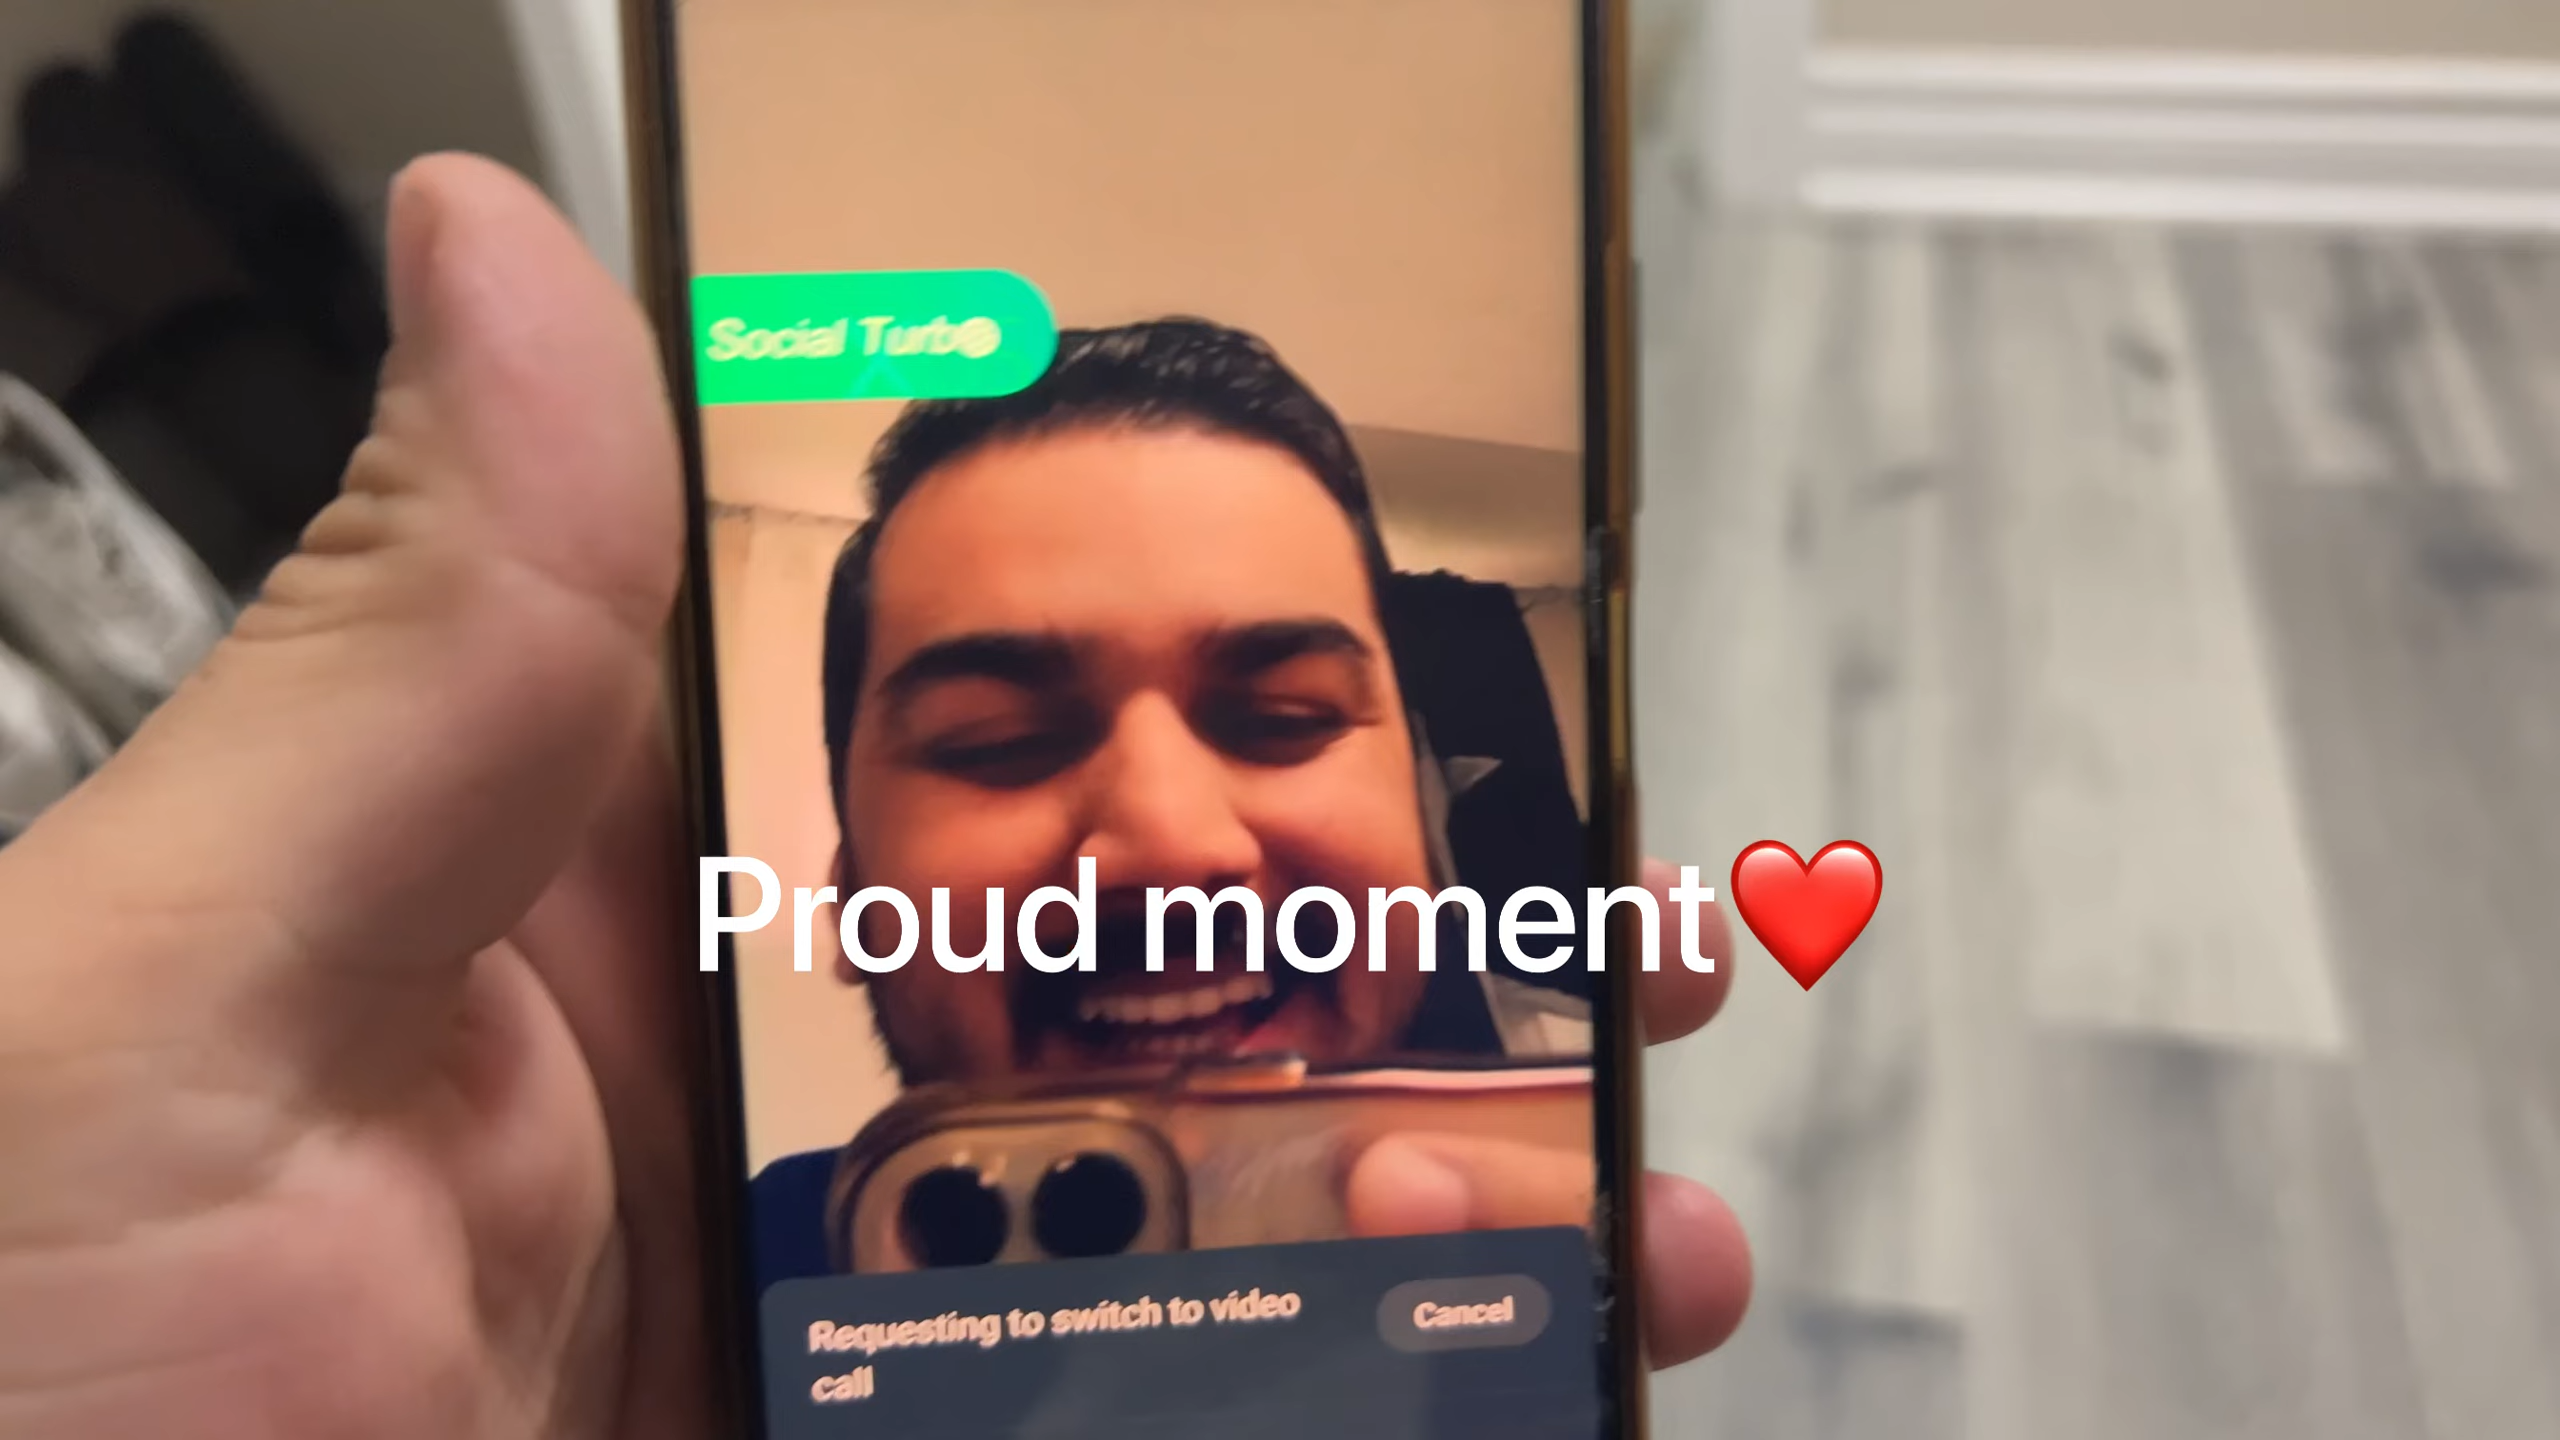 Social Turbo
Proud moment❤️
Requesting to switch to video
call
Cancel